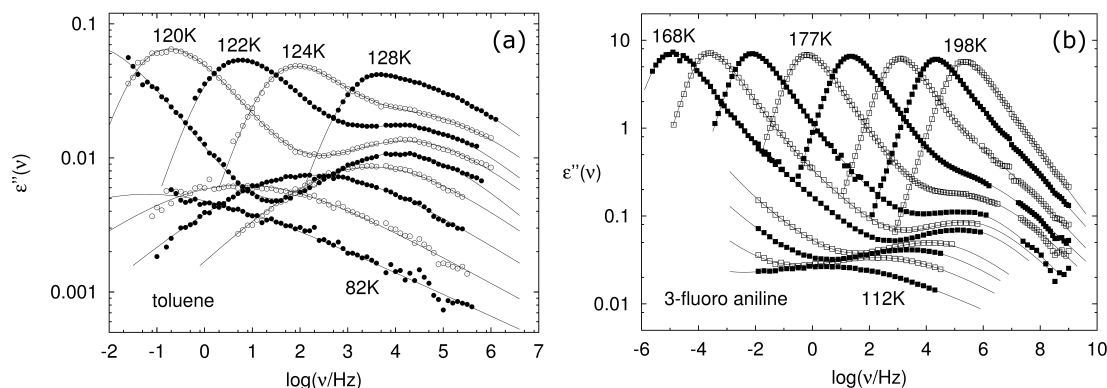 (a)
0.1
0.01
0.001
ε''(ν)
120K
122K
124K
128K
82K
toluene
-2 -1 0 1 2 3 4 5 6 7
log(ν/Hz)
(b)
10
1
0.1
0.01
ε''(ν)
168K
177K
198K
112K
3-fluoro aniline
-6 -4 -2 0 2 4 6 8 10
log(ν/Hz)